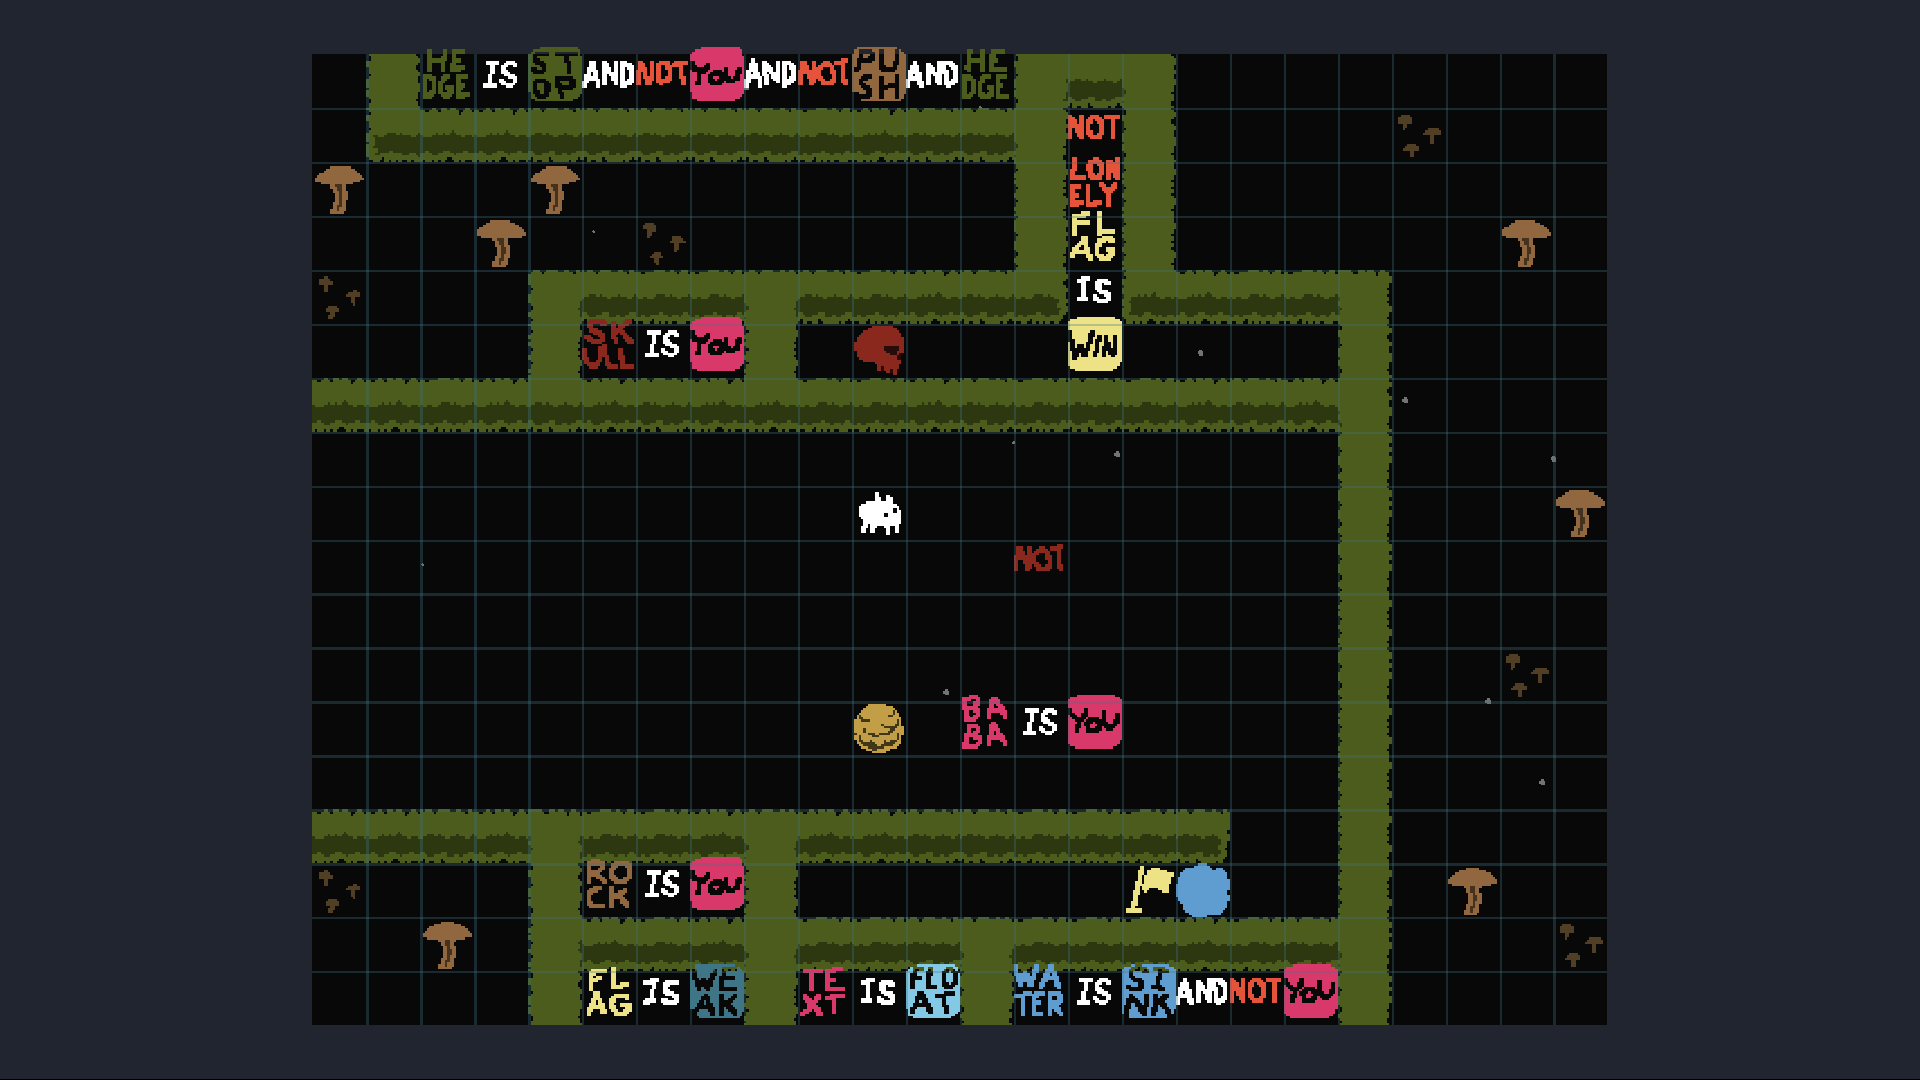 HEDGE IS STOP AND NOT YOU AND NOT PUSH AND HEDGE
NOT
LONELY
FLAG
IS
SKULL IS YOU
WIN
NOT
BABA IS YOU
ROCK IS YOU
FLAG IS WEAK
TEXT IS FLOAT
WATER IS SINK AND NOT YOU